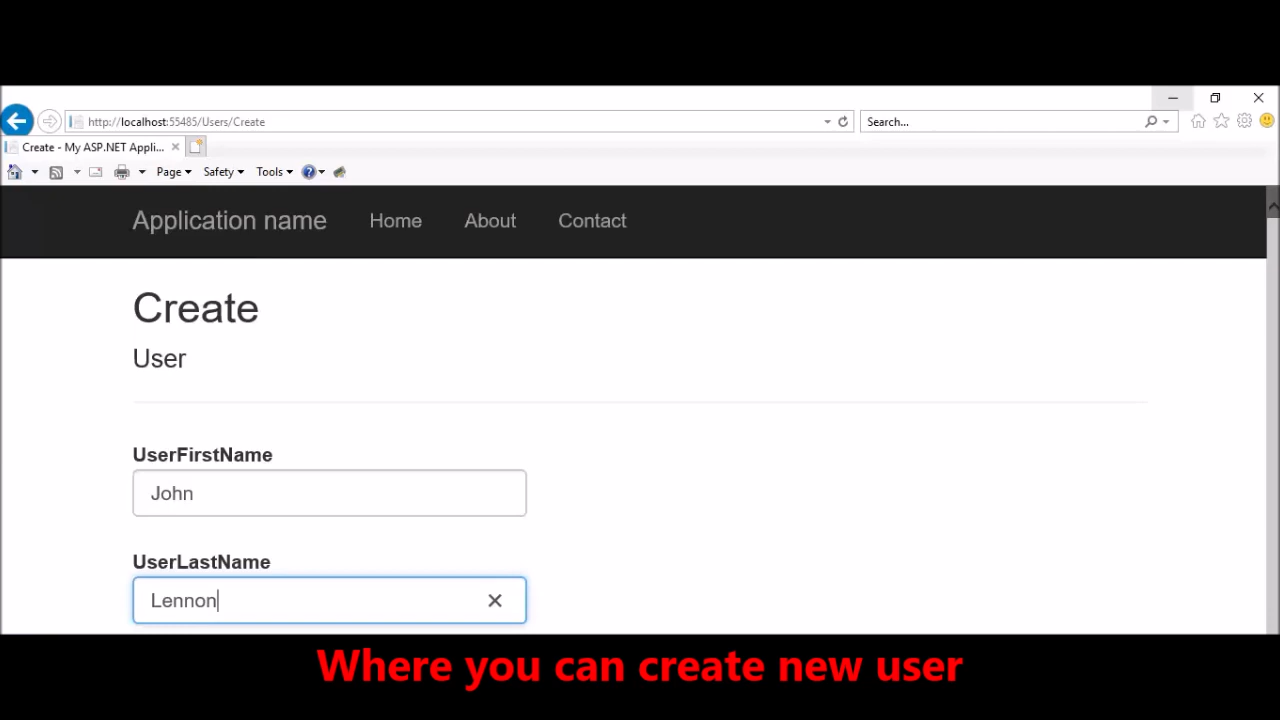 http://localhost:55485/Users/Create
Search...
Create - My ASP.NET Appli...
Page
Safety
Tools
Application name
Home
About
Contact
Create
User
UserFirstName
John
UserLastName
Lennon
Where you can create new user